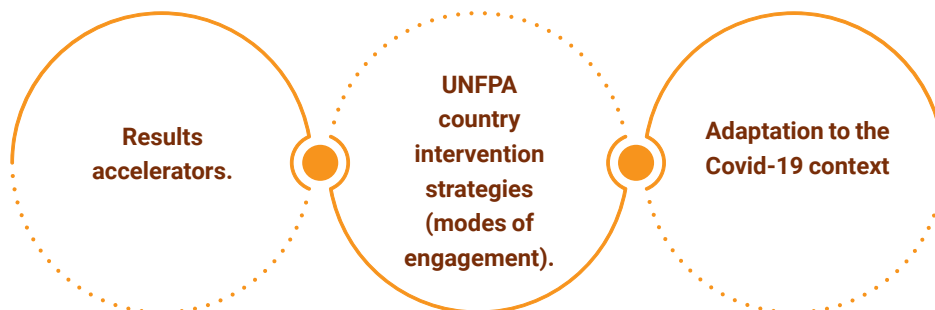 Results
accelerators.
UNFPA
country
intervention
strategies
(modes of
engagement).
Adaptation to the
Covid-19 context